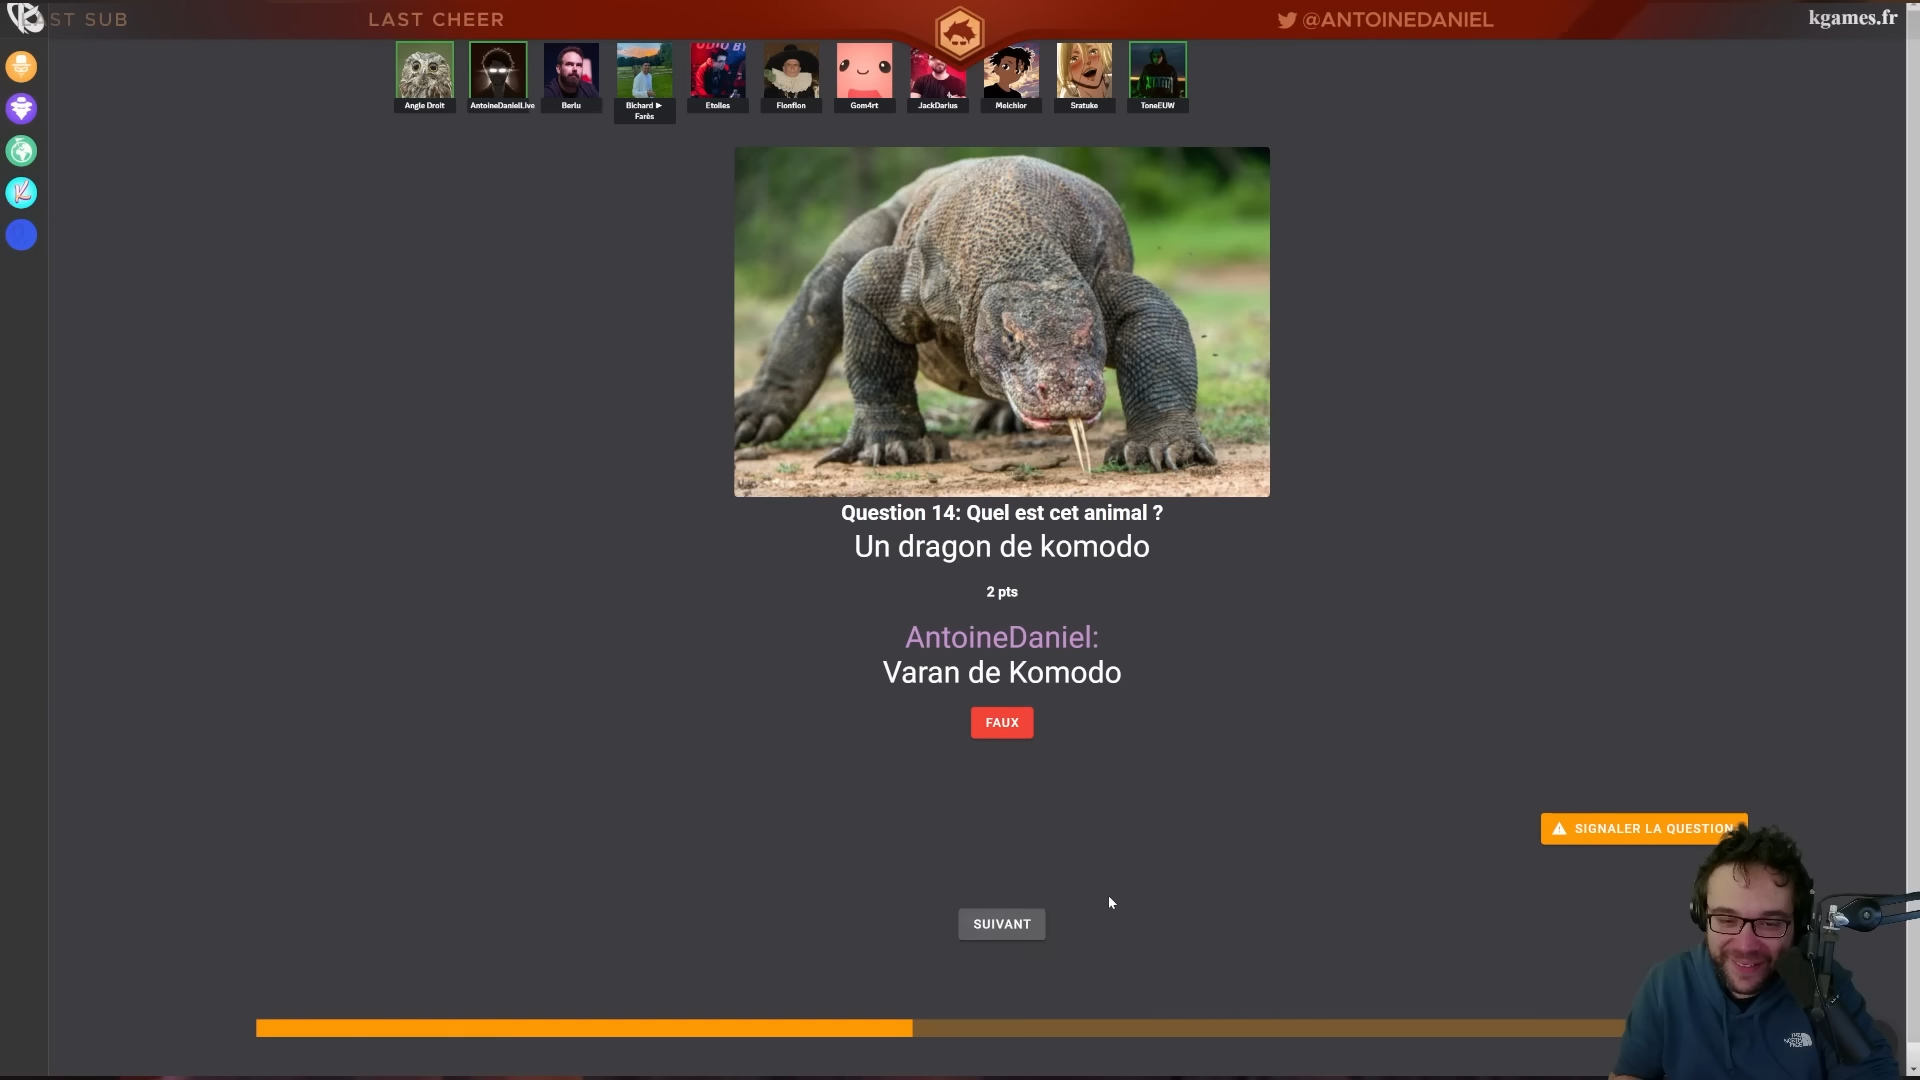 ST SUB
LAST CHEER
@ANTOINEDANIEL
kgames.fr
Angle Droit
AntoineDanielLive
Berlu
Bichard ▶
Farès
Etoiles
Fionfion
Gom4rt
JackDarius
Melchior
Sratuke
ToneEUW
Question 14: Quel est cet animal ?
Un dragon de komodo
2 pts
AntoineDaniel:
Varan de Komodo
FAUX
SIGNALER LA QUESTION
SUIVANT